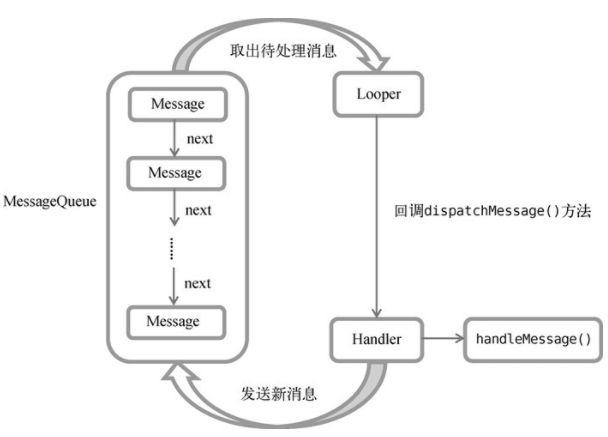 取出待处理消息
Message
Looper
next
Message
MessageQueue
next
回调dispatchMessage()方法
next
Message
Handler
handleMessage()
发送新消息